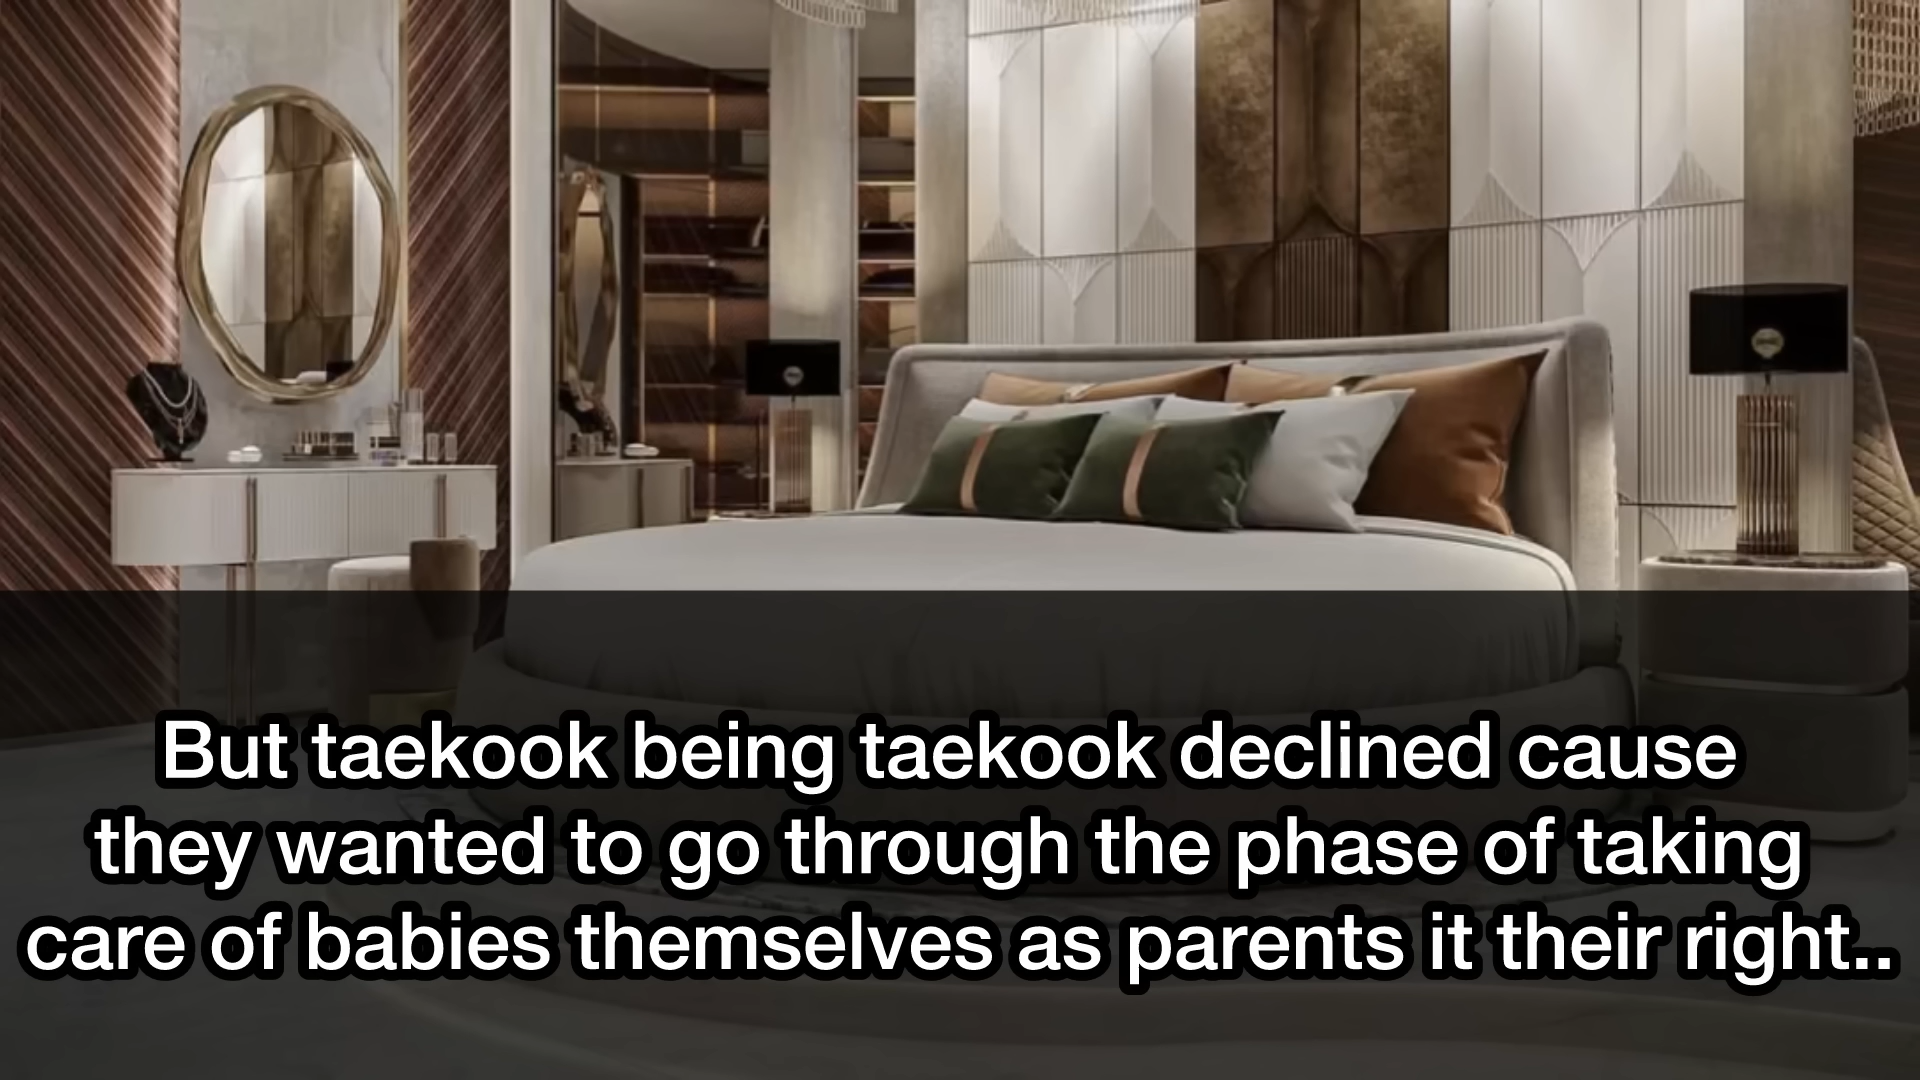 But taekook being taekook declined cause
they wanted to go through the phase of taking
care of babies themselves as parents it their right..